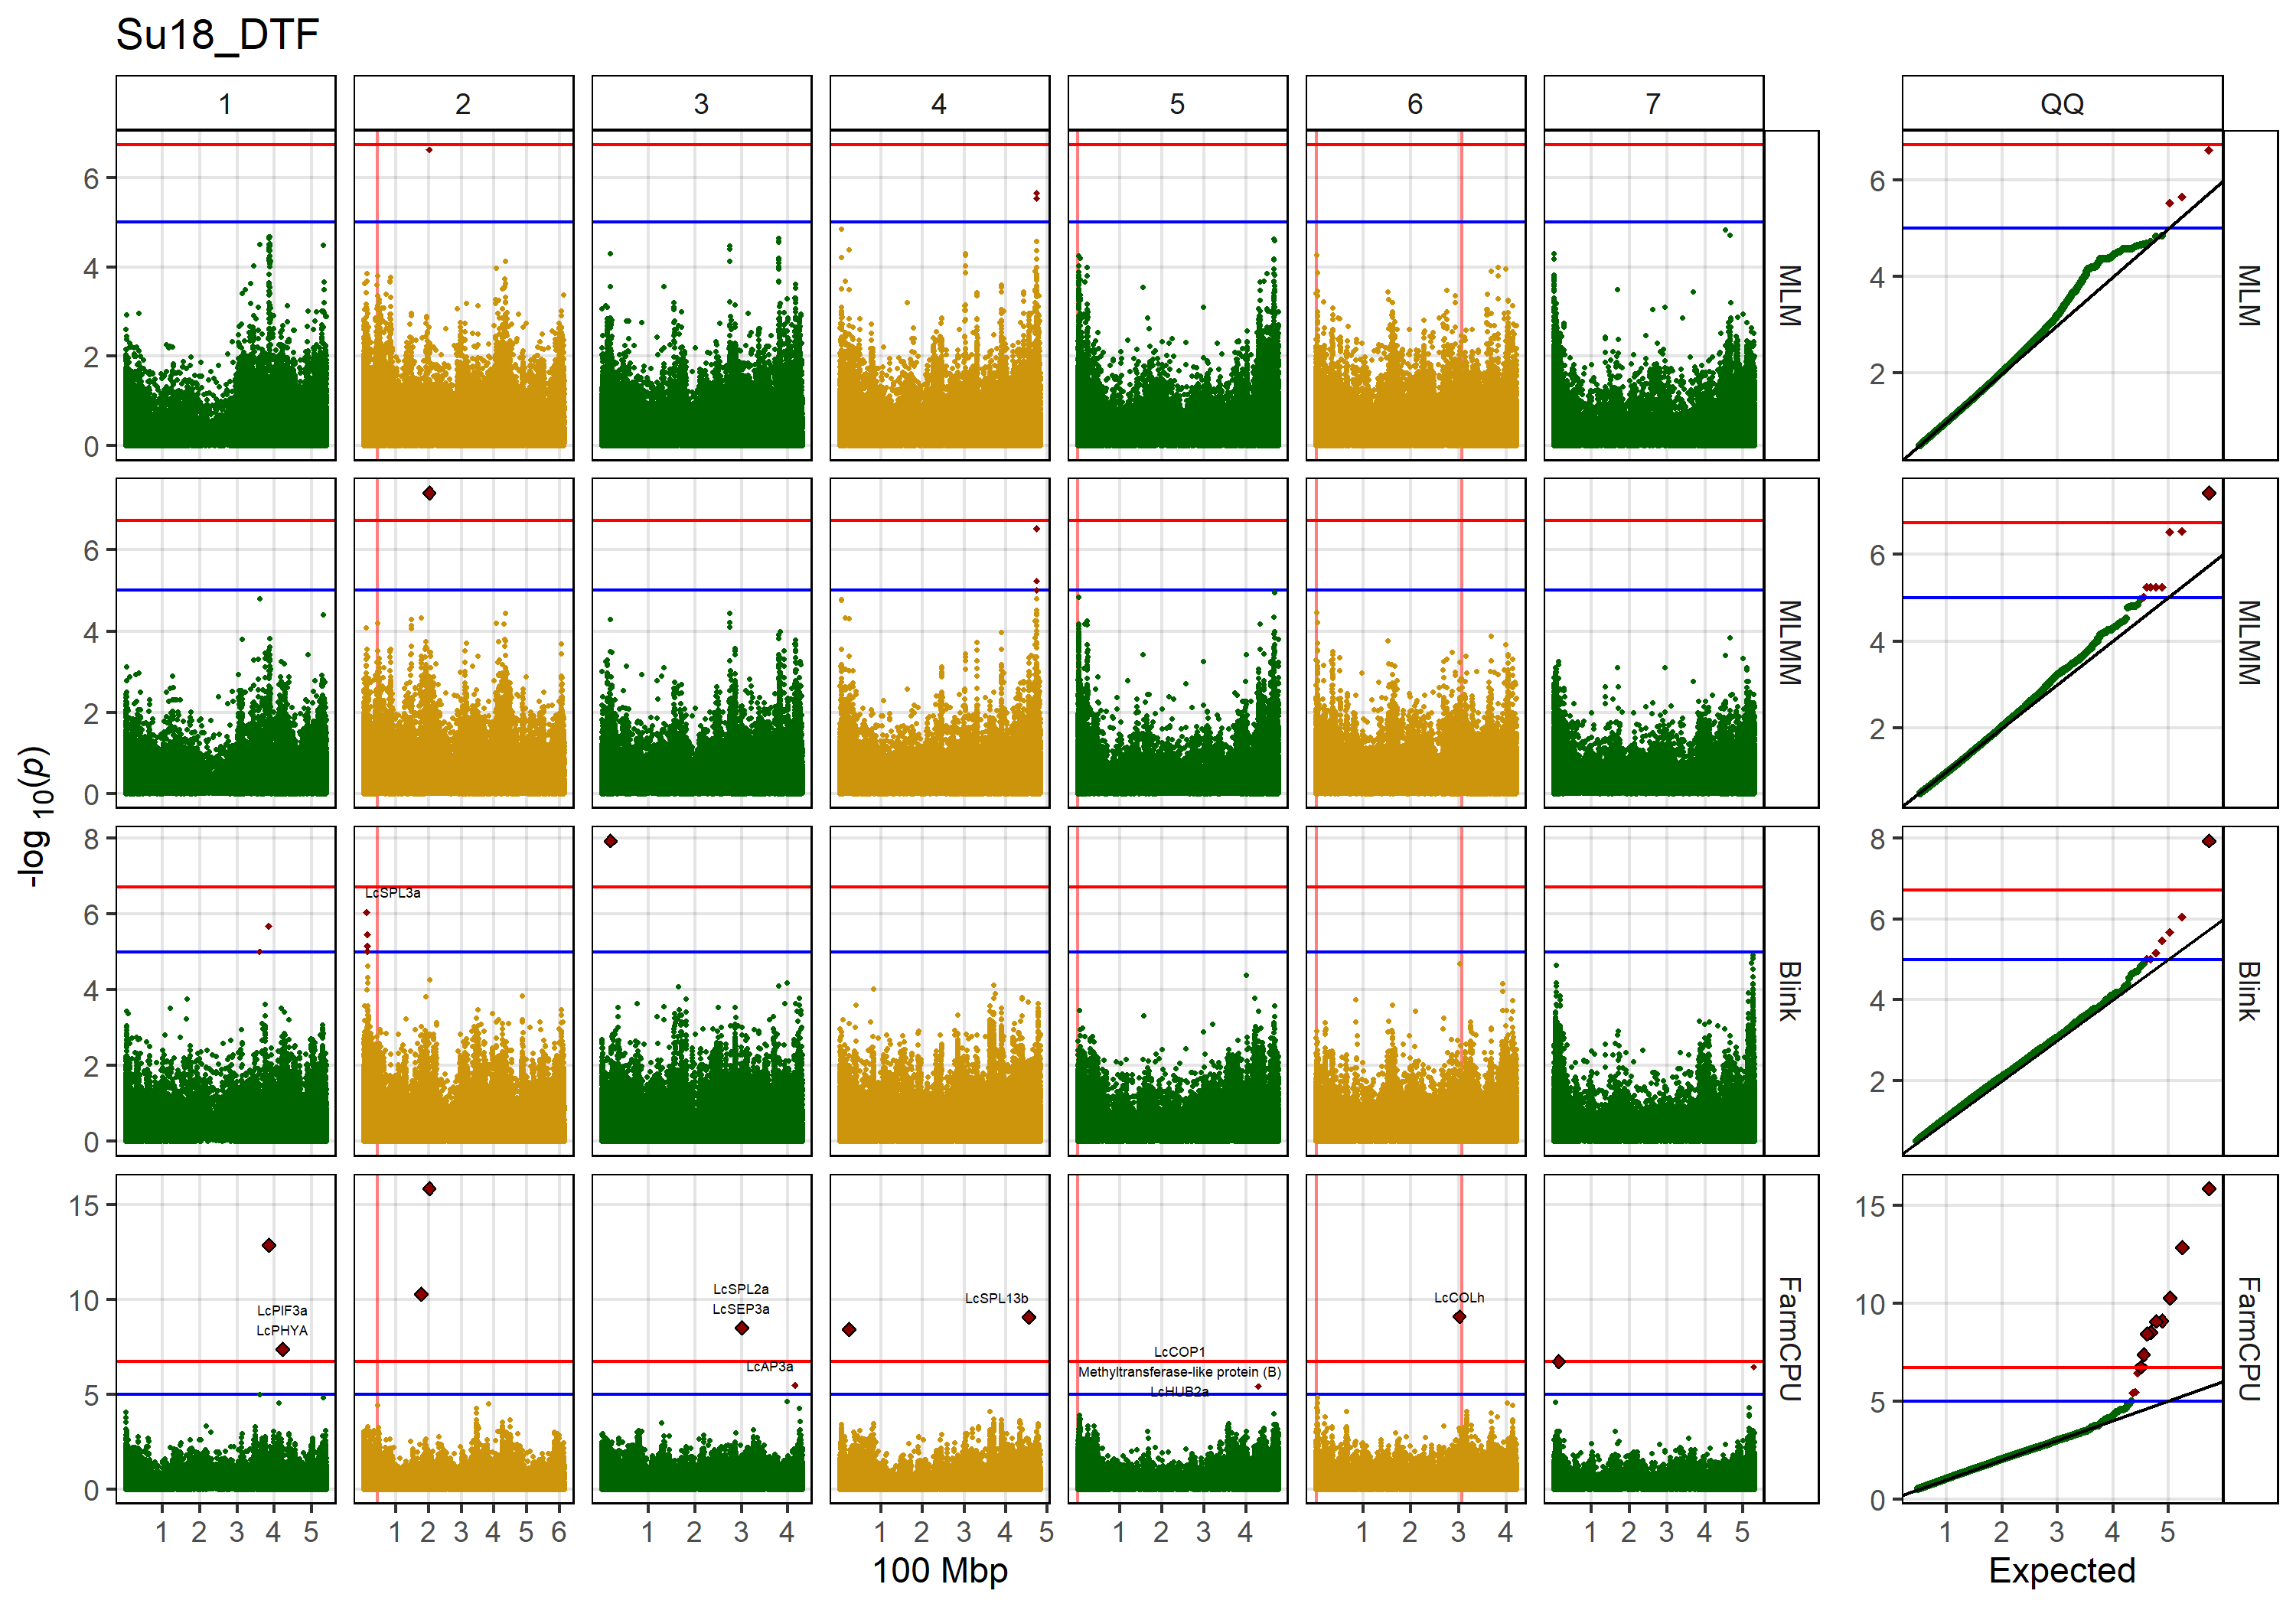 Su18_DTF
1 2 3 4 5 6 7 QQ
6
4
2
0
MLM
6
4
2
MLM
6
4
2
0
MLMM
6
4
2
MLMM
-log 10(p)
8
6
4
2
0
LcSPL3a
Blink
8
6
4
2
Blink
15
10
5
0
LcPIF3a
LcPHYA
LcSPL2a
LcSEP3a
LcAP3a
LcSPL13b
LcCOP1
Methyltransferase-like protein (B)
LcHUB2a
LcCOLh
FarmCPU
15
10
5
0
FarmCPU
1 2 3 4 5
1 2 3 4 5 6
1 2 3 4
1 2 3 4 5
1 2 3 4
1 2 3 4
1 2 3 4 5
1 2 3 4 5
100 Mbp
Expected